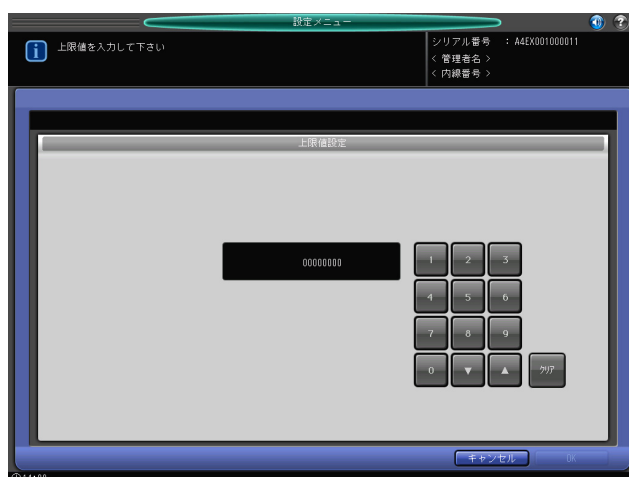 設定メニュー
上限値を入力して下さい
シリアル番号 : A4EX001000011
< 管理者名 >
< 内線番号 >
上限値設定
00000000
1 2 3
4 5 6
7 8 9
0 ▼ ▲ クリア
キャンセル OK